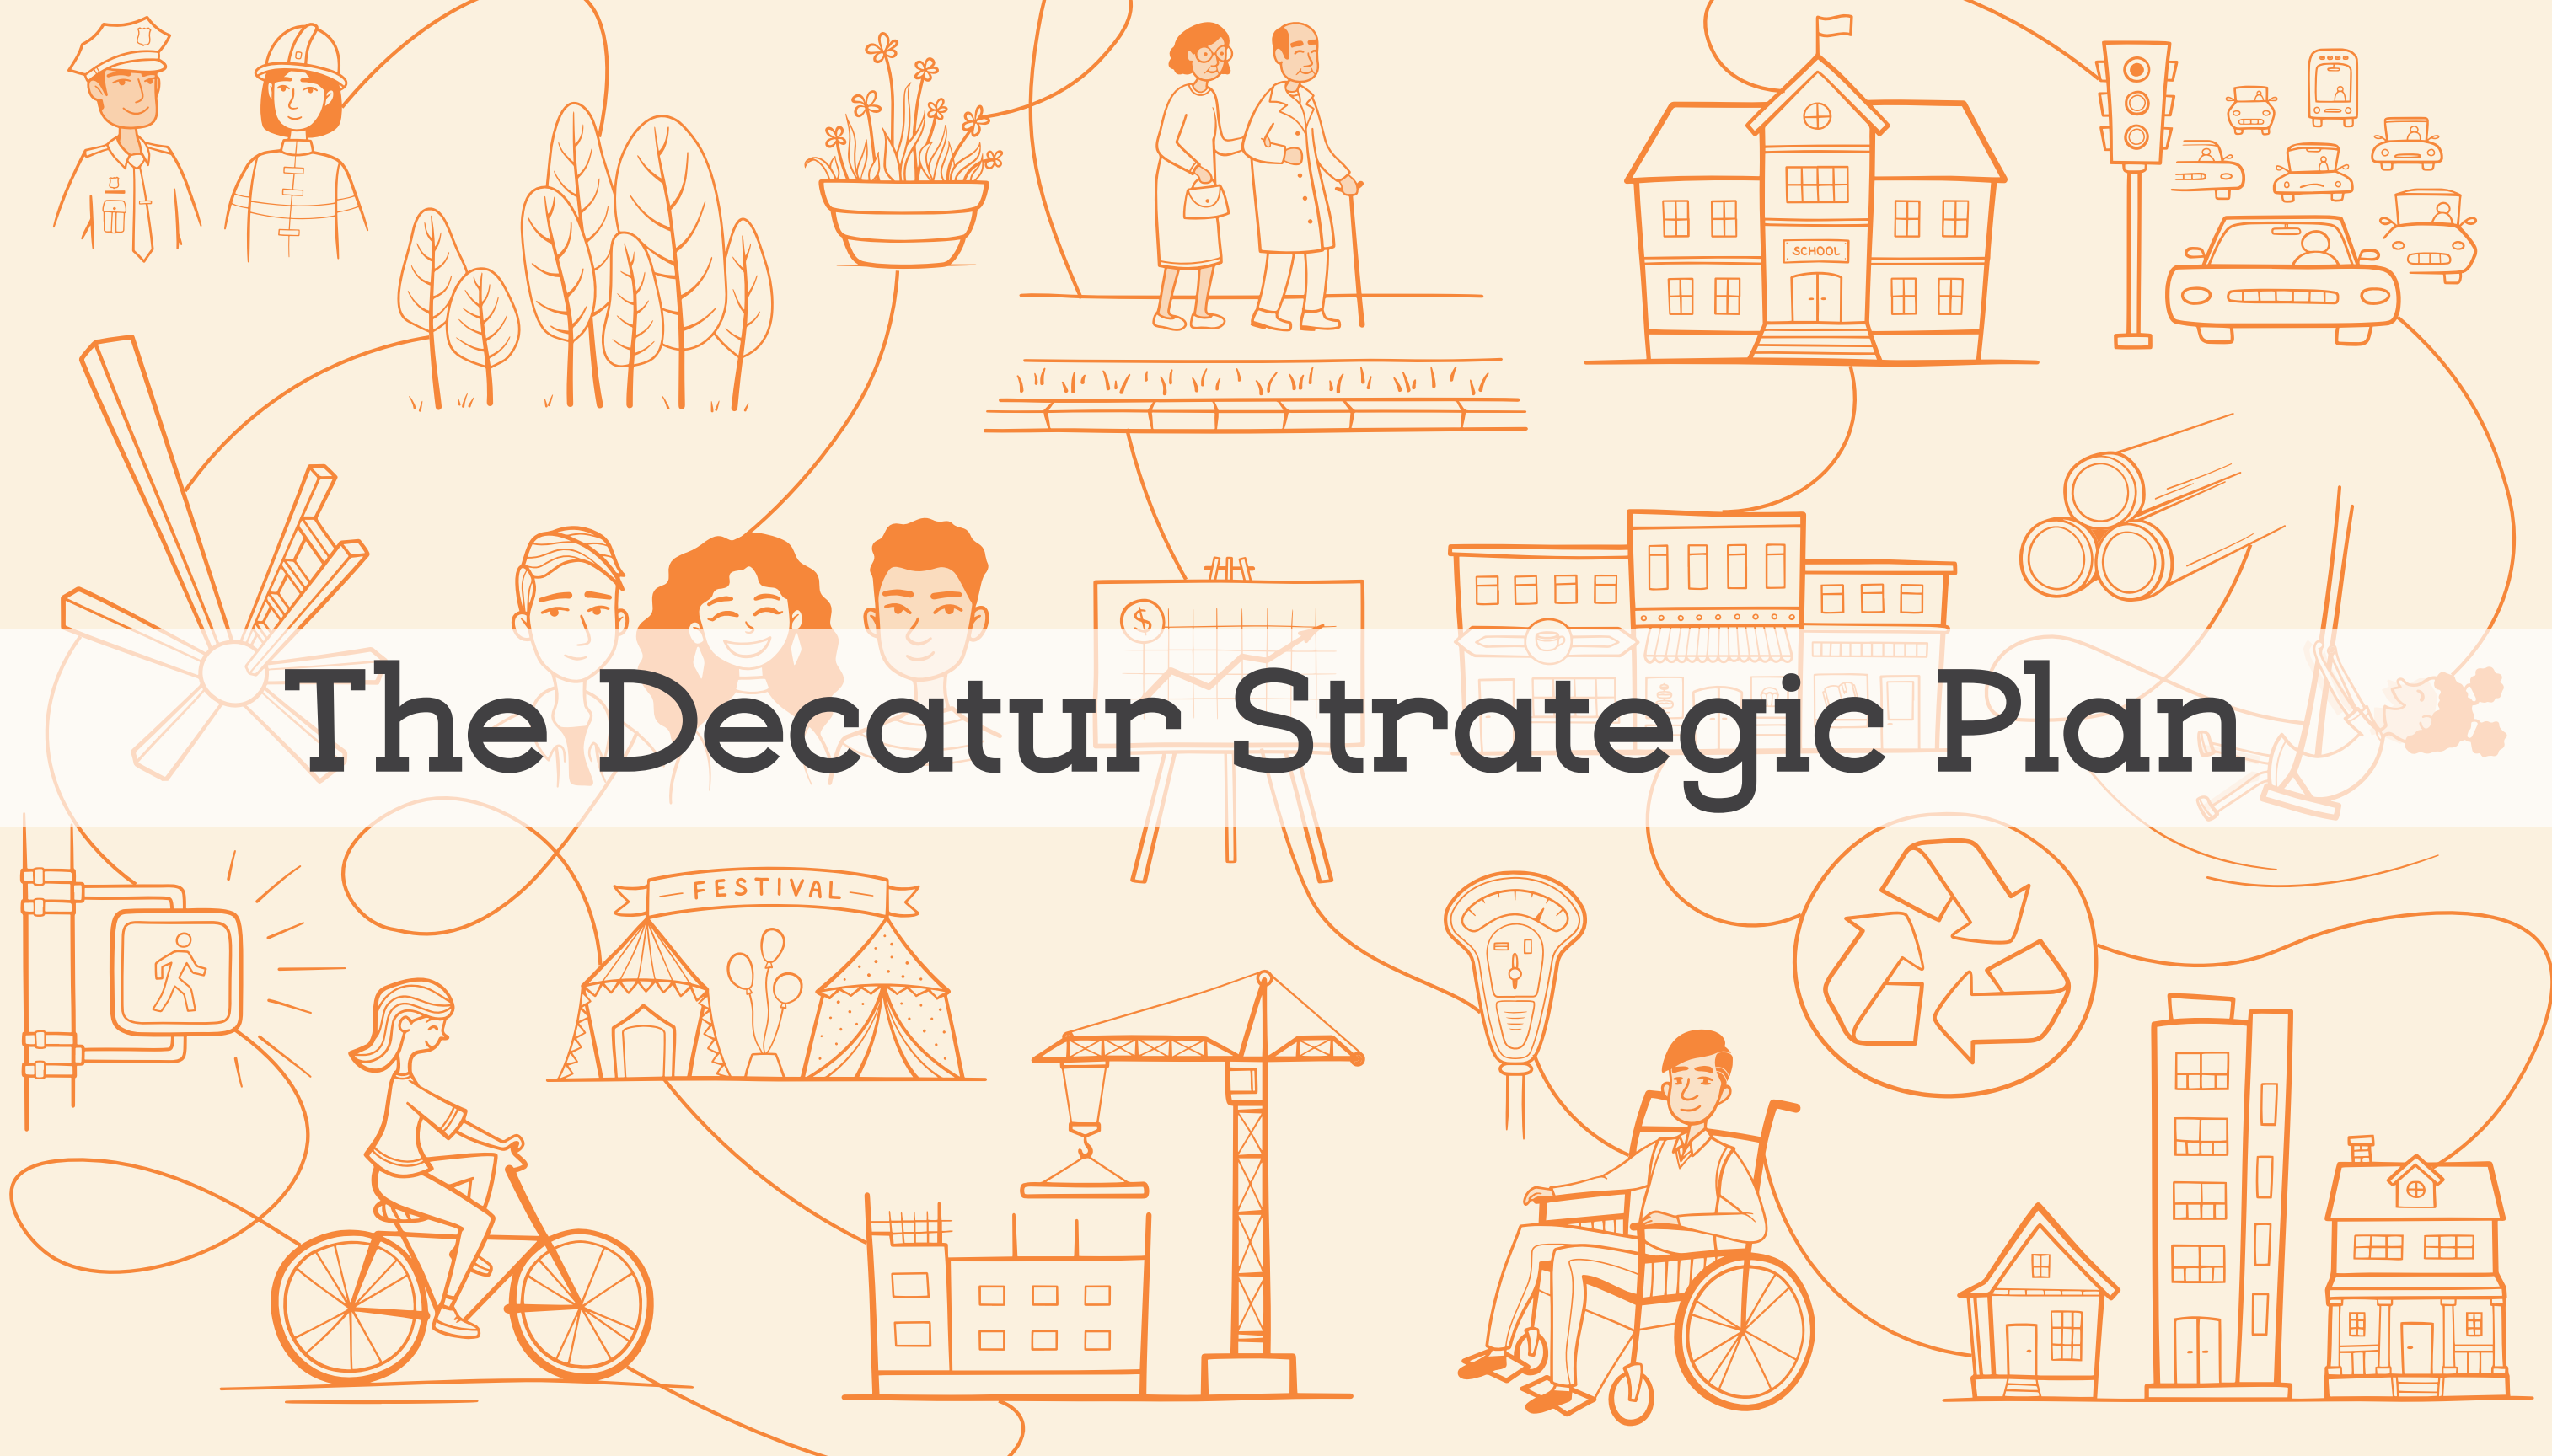 SCHOOL
$
The Decatur Strategic Plan
FESTIVAL